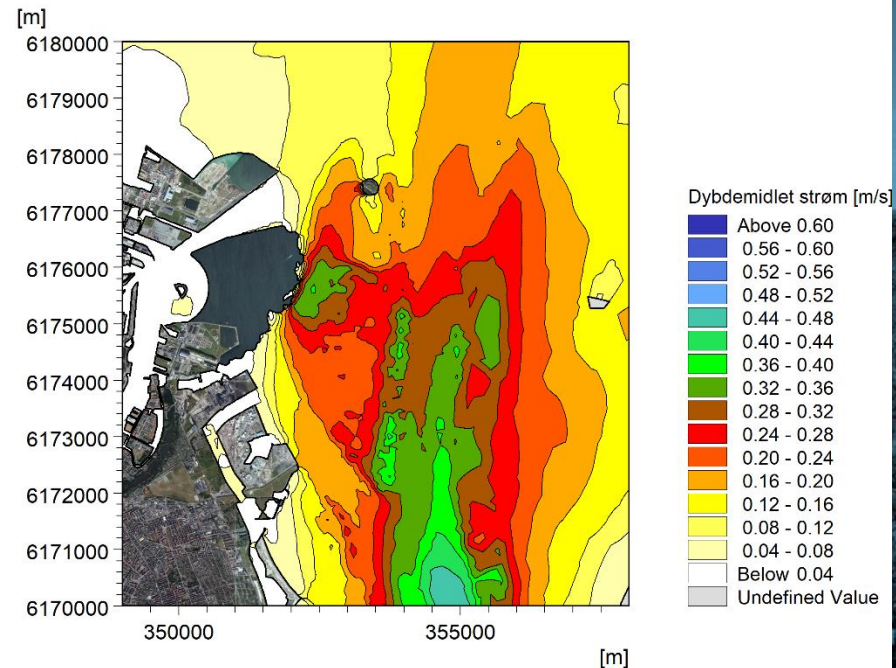 [m]
6180000
6179000
6178000
6177000
6176000
6175000
6174000
6173000
6172000
6171000
6170000
350000
355000
[m]
Dybdemidlet strøm [m/s]
Above 0.60
0.56 - 0.60
0.52 - 0.56
0.48 - 0.52
0.44 - 0.48
0.40 - 0.44
0.36 - 0.40
0.32 - 0.36
0.28 - 0.32
0.24 - 0.28
0.20 - 0.24
0.16 - 0.20
0.12 - 0.16
0.08 - 0.12
0.04 - 0.08
Below 0.04
Undefined Value